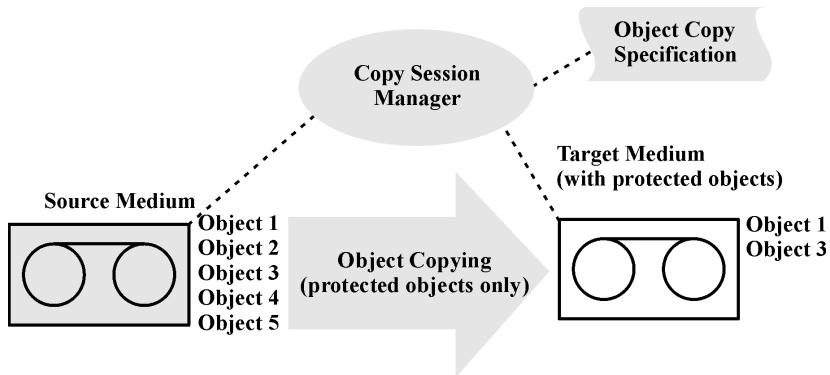 Object Copy
Specification
Copy Session
Manager
Target Medium
(with protected objects)
Source Medium
Object 1
Object 2
Object 3
Object 4
Object 5
Object Copying
(protected objects only)
Object 1
Object 3